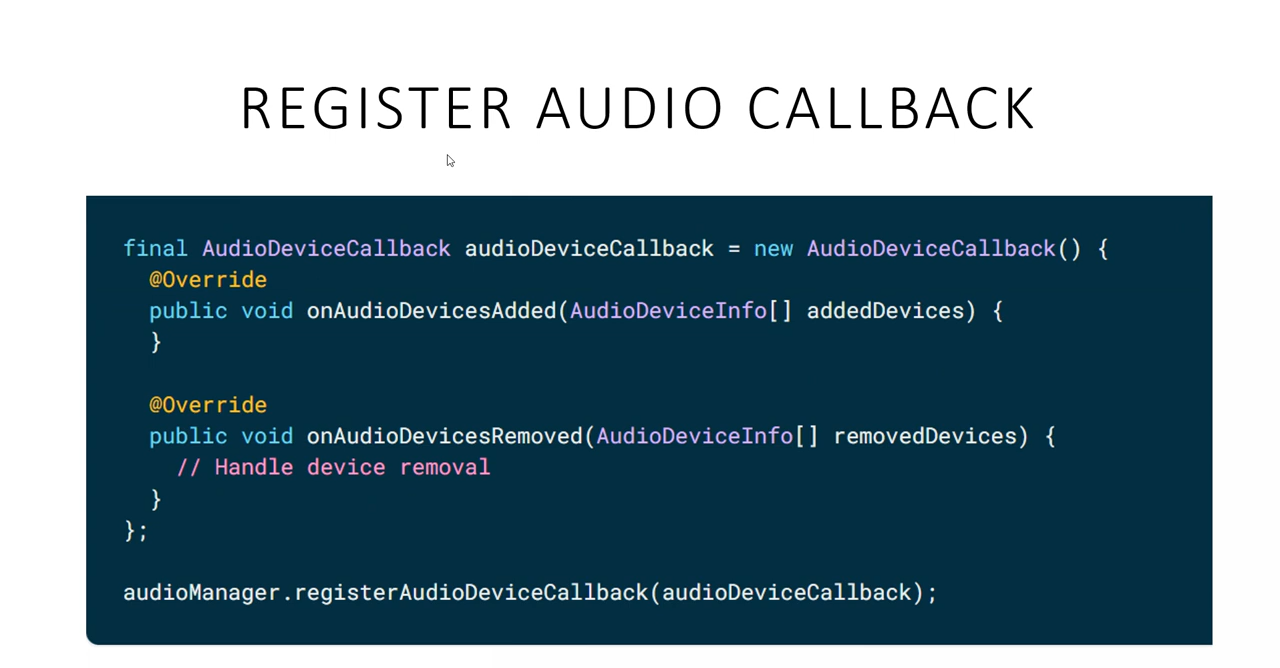 REGISTER AUDIO CALLBACK
final AudioDeviceCallback audioDeviceCallback = new AudioDeviceCallback() {
  @Override
  public void onAudioDevicesAdded(AudioDeviceInfo[] addedDevices) {
  }
  @Override
  public void onAudioDevicesRemoved(AudioDeviceInfo[] removedDevices) {
    // Handle device removal
  }
};
audioManager.registerAudioDeviceCallback(audioDeviceCallback);